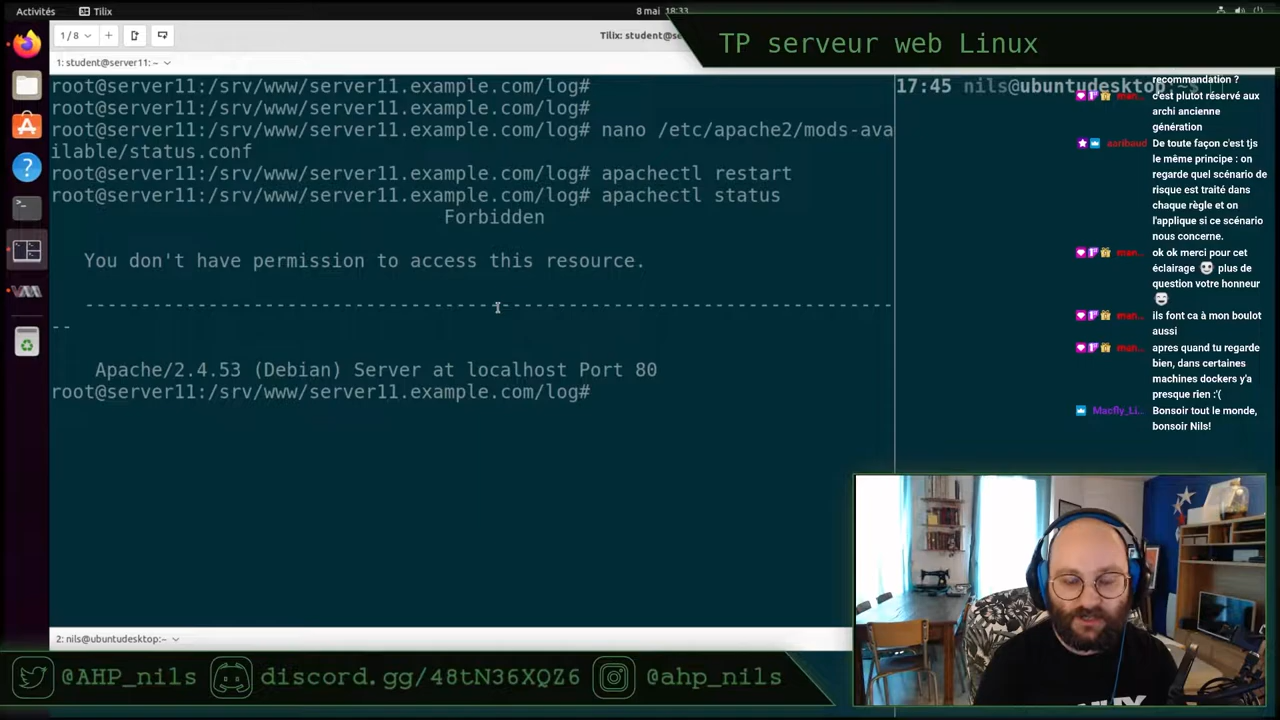 Activités
Tilix
8 mai 18:33
1 / 8
Tilix: student@se
TP serveur web Linux
1: student@server11: ~
root@server11:/srv/www/server11.example.com/log#
root@server11:/srv/www/server11.example.com/log#
root@server11:/srv/www/server11.example.com/log# nano /etc/apache2/mods-ava
ilable/status.conf
root@server11:/srv/www/server11.example.com/log# apachectl restart
root@server11:/srv/www/server11.example.com/log# apachectl status
Forbidden
You don't have permission to access this resource.
------------------------------------------------------------------------
--
Apache/2.4.53 (Debian) Server at localhost Port 80
root@server11:/srv/www/server11.example.com/log#
17:45 nils@ubuntudesktop:~$
recommandation ?
man... c'est plutot réservé aux
archi ancienne
génération
aaribaud De toute façon c'est tjs
le même principe : on
regarde quel scénario de
risque est traité dans
chaque règle et on
l'applique si ce scénario
nous concerne.
man... ok ok merci pour cet
éclairage plus de
question votre honneur
man... ils font ca à mon boulot
aussi
man... apres quand tu regarde
bien, dans certaines
machines dockers y'a
presque rien :'(
Macfly_Li... Bonsoir tout le monde,
bonsoir Nils!
2: nils@ubuntudesktop:~
@AHP_nils
discord.gg/48tN36XQZ6
@ahp_nils